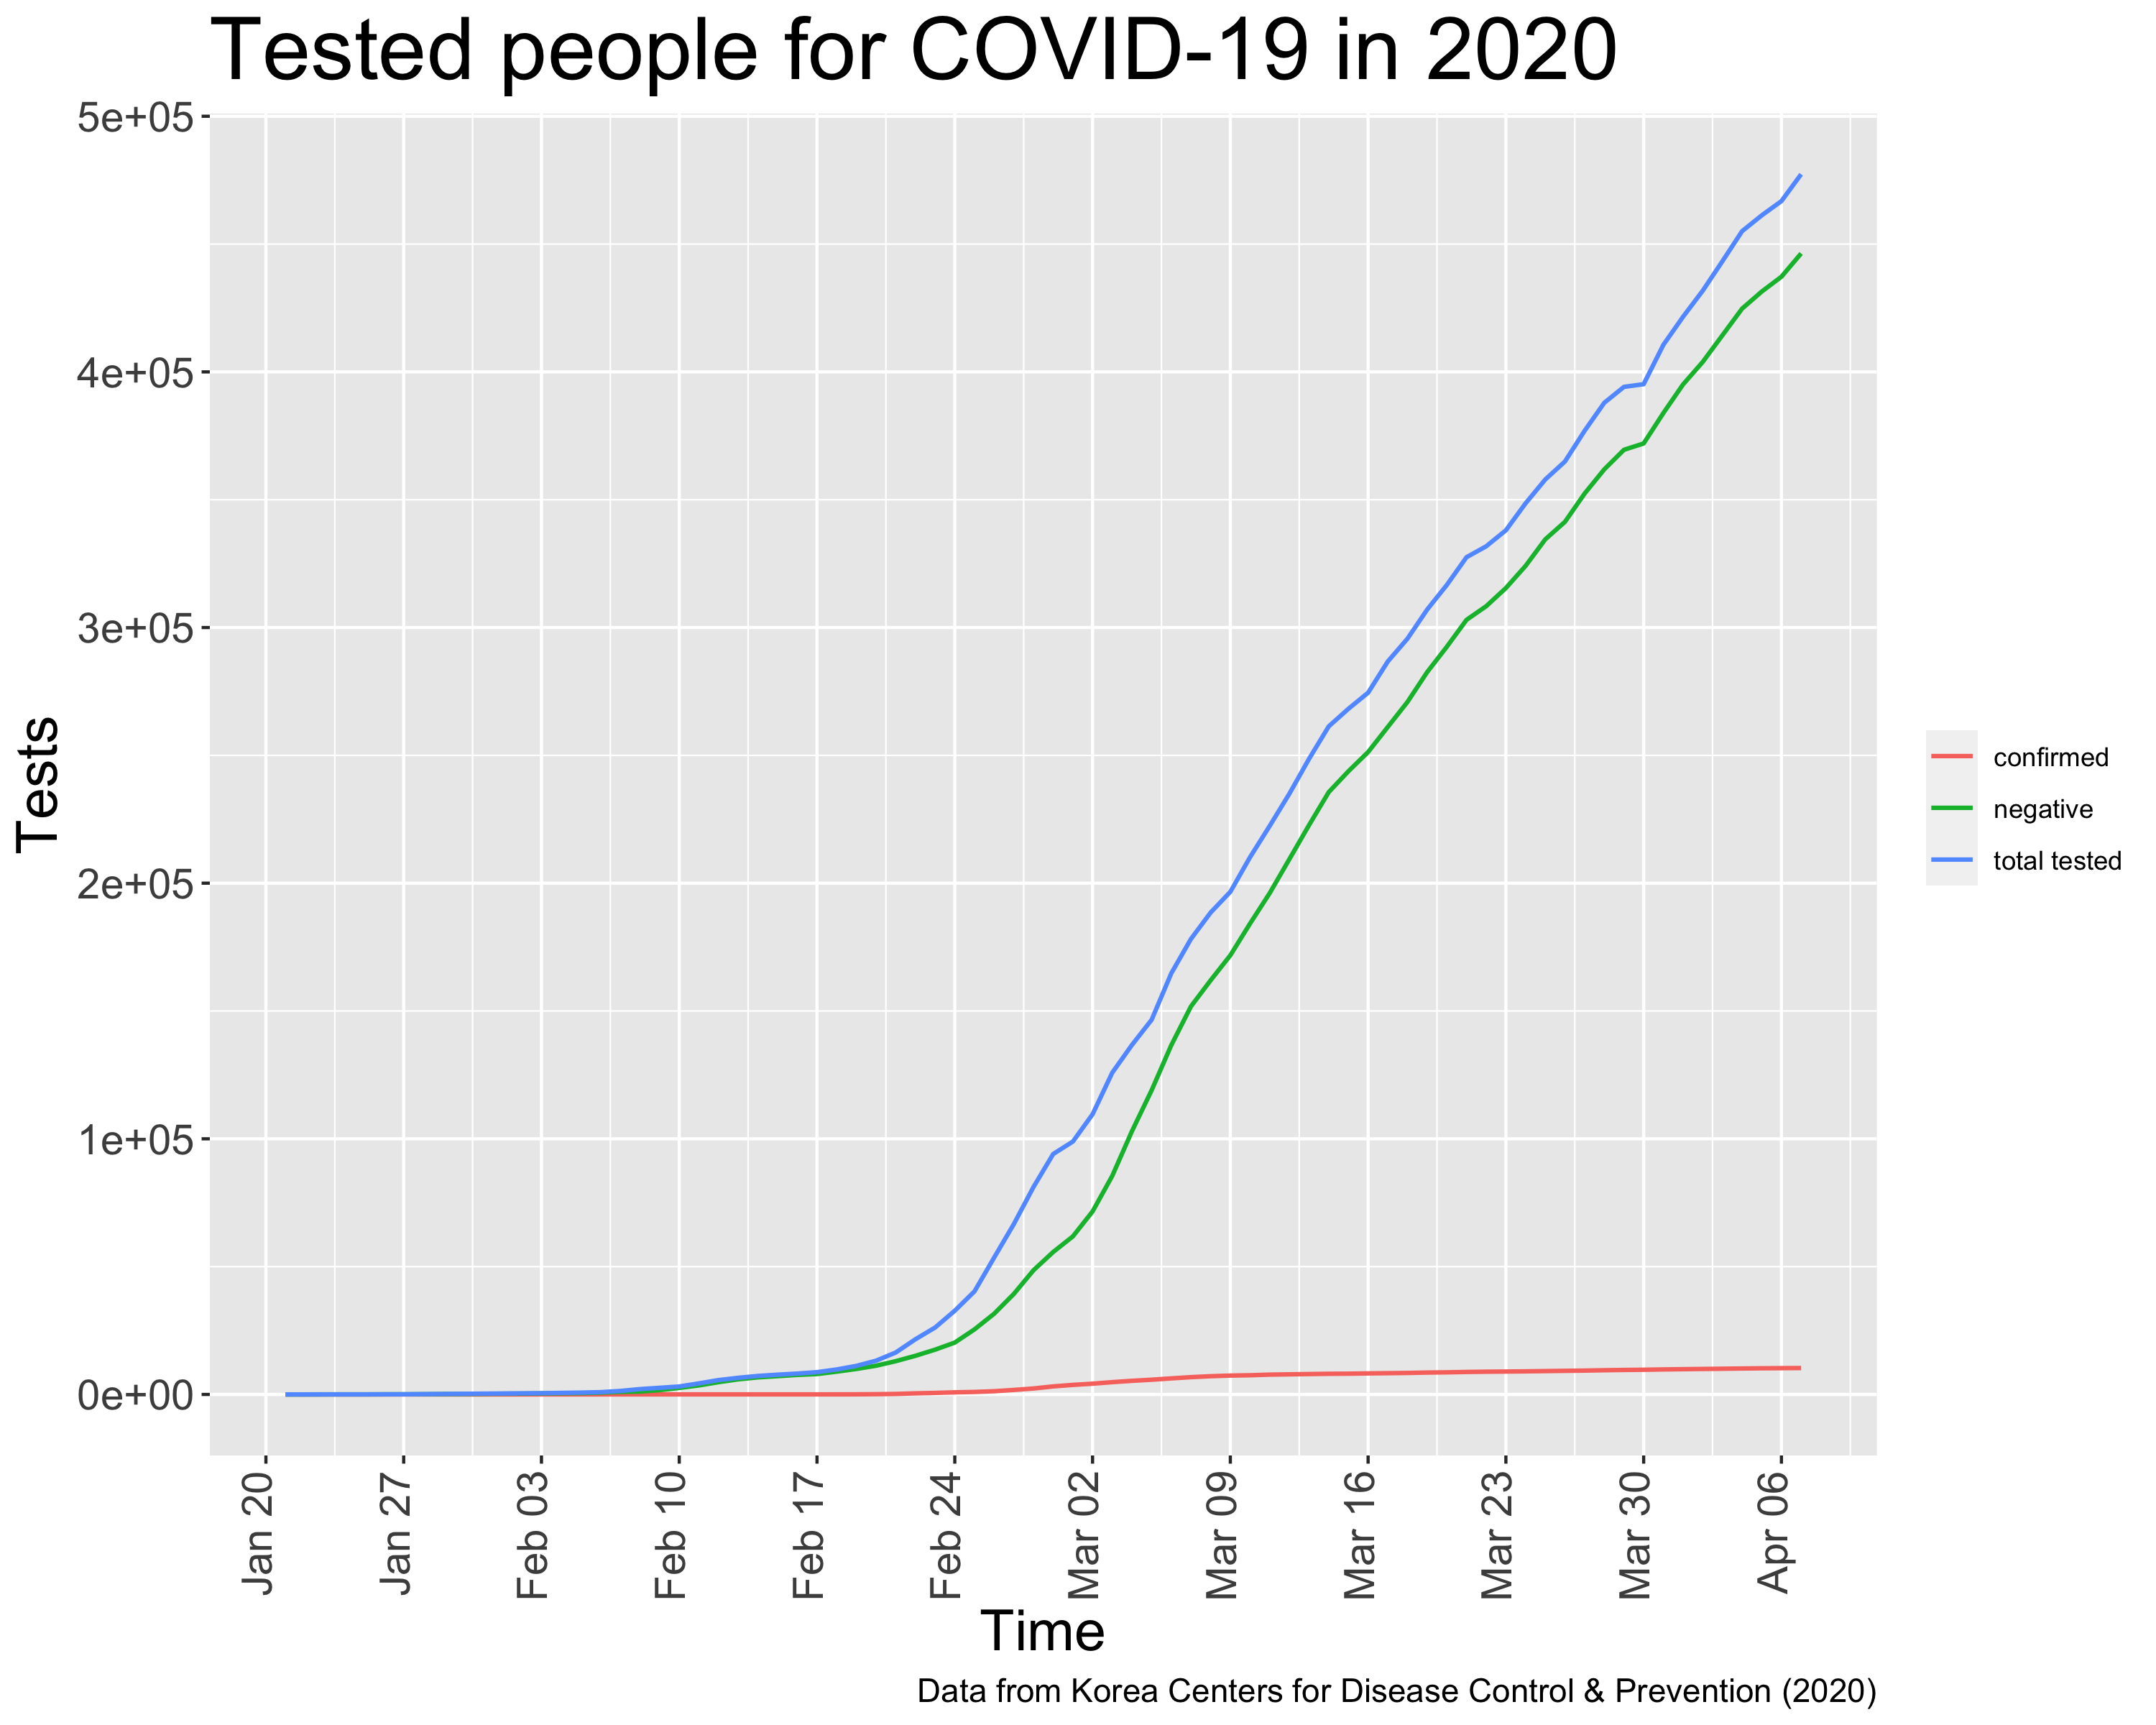 Tested people for COVID-19 in 2020
5e+05
4e+05
3e+05
2e+05
1e+05
0e+00
Tests
confirmed
negative
total tested
Jan 20
Jan 27
Feb 03
Feb 10
Feb 17
Feb 24
Mar 02
Mar 09
Mar 16
Mar 23
Mar 30
Apr 06
Time
Data from Korea Centers for Disease Control & Prevention (2020)